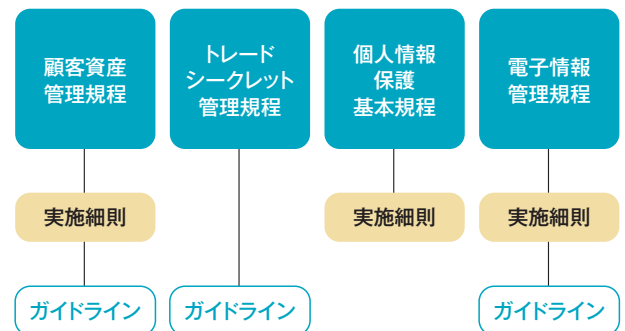 顧客資産
管理規程
トレード
シークレット
管理規程
個人情報
保護
基本規程
電子情報
管理規程
実施細則
実施細則
実施細則
ガイドライン
ガイドライン
ガイドライン